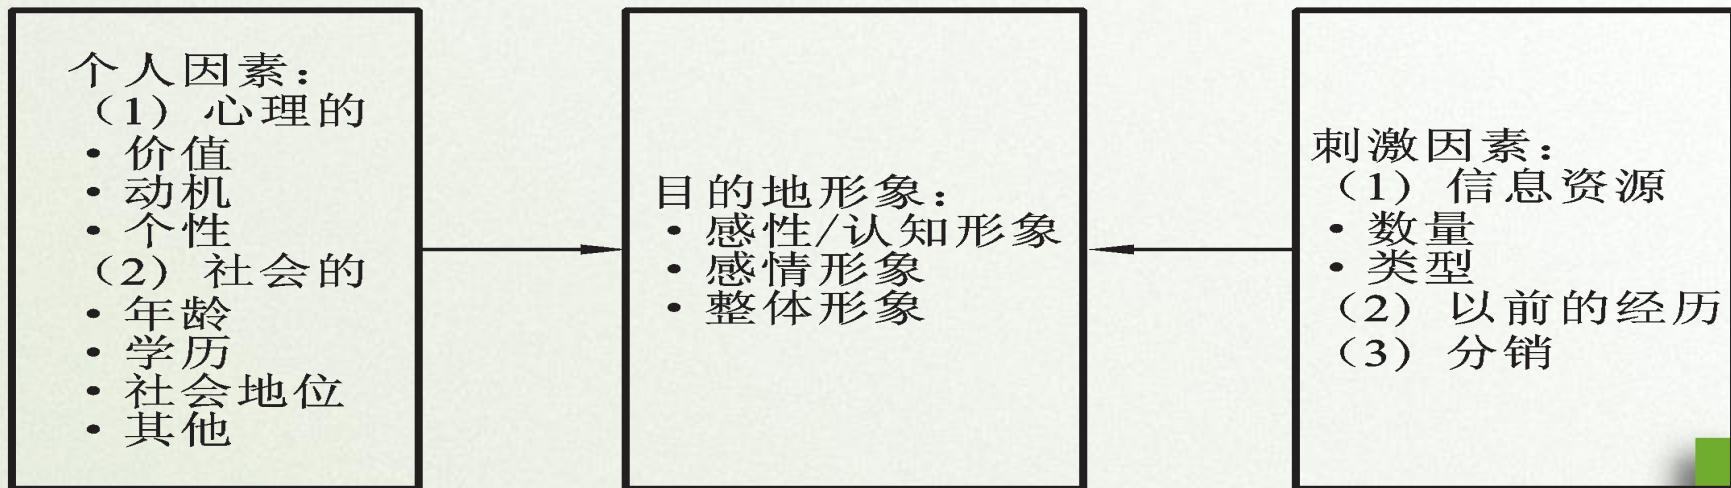 个人因素：
（1）心理的
• 价值
• 动机
• 个性
（2）社会的
• 年龄
• 学历
• 社会地位
• 其他
目的地形象：
• 感性/认知形象
• 感情形象
• 整体形象
刺激因素：
（1）信息资源
• 数量
• 类型
（2）以前的经历
（3）分销